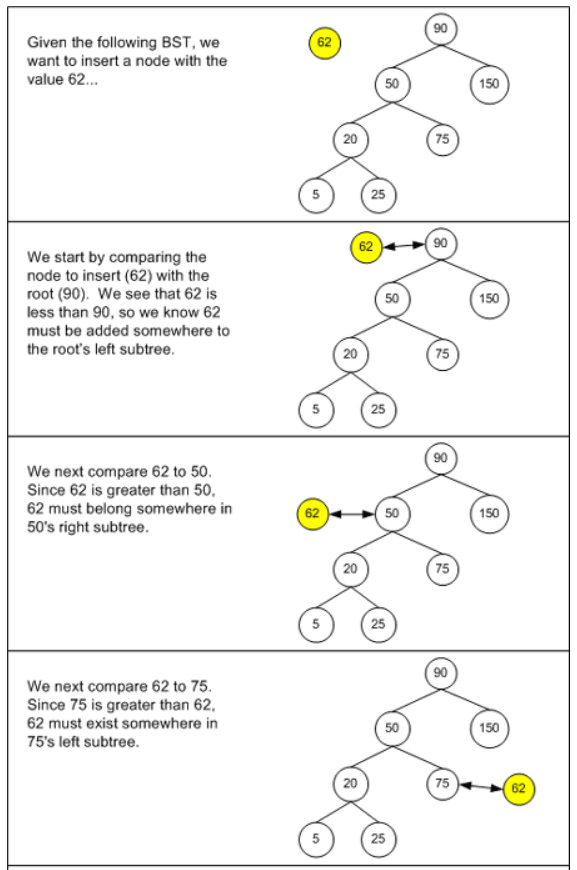 Given the following BST, we
want to insert a node with the
value 62...
62
90
50
150
20
75
5
25
We start by comparing the
node to insert (62) with the
root (90). We see that 62 is
less than 90, so we know 62
must be added somewhere to
the root's left subtree.
62
90
50
150
20
75
5
25
We next compare 62 to 50.
Since 62 is greater than 50,
62 must belong somewhere in
50's right subtree.
90
62
50
150
20
75
5
25
We next compare 62 to 75.
Since 75 is greater than 62,
62 must exist somewhere in
75's left subtree.
90
50
150
20
75
62
5
25